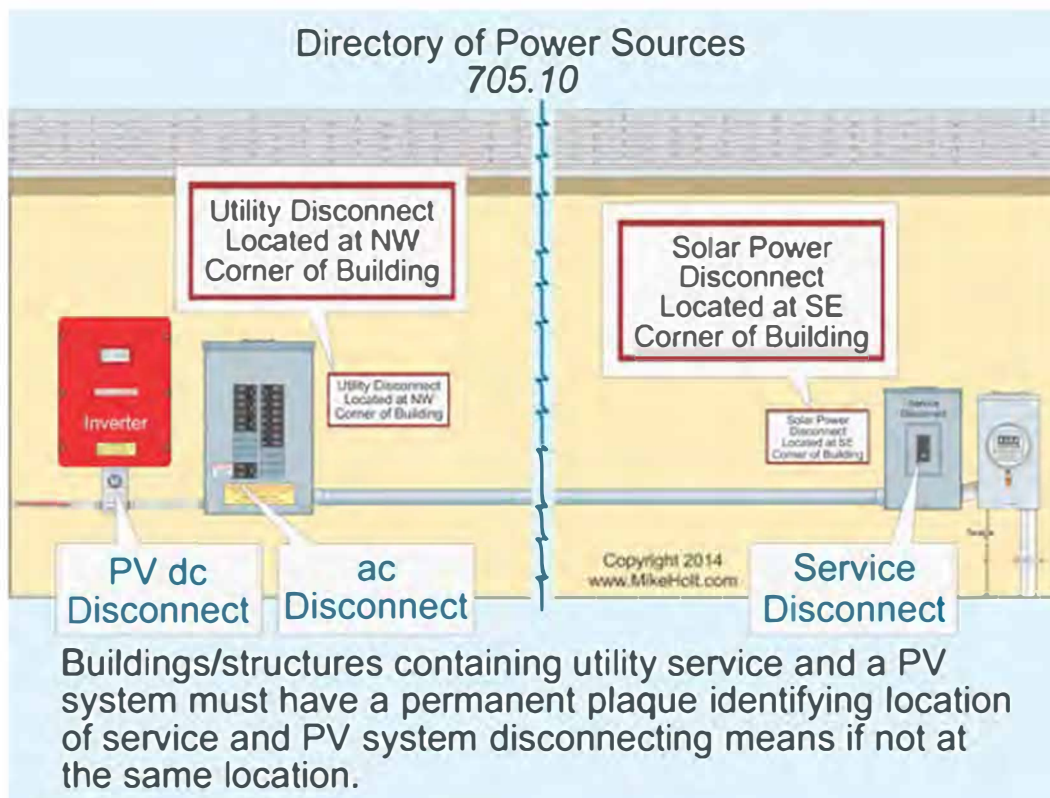 Directory of Power Sources
705.10
Utility Disconnect
Located at NW
Corner of Building
Solar Power
Disconnect
Located at SE
Corner of Building
Inverter
Utility Disconnect
Located at NW
Corner of Building
Solar Power
Disconnect
Located at SE
Corner of Building
Service
Disconnect
PV dc
Disconnect
ac
Disconnect
Copyright 2014
www.MikeHolt.com
Service
Disconnect
Buildings/structures containing utility service and a PV
system must have a permanent plaque identifying location
of service and PV system disconnecting means if not at
the same location.